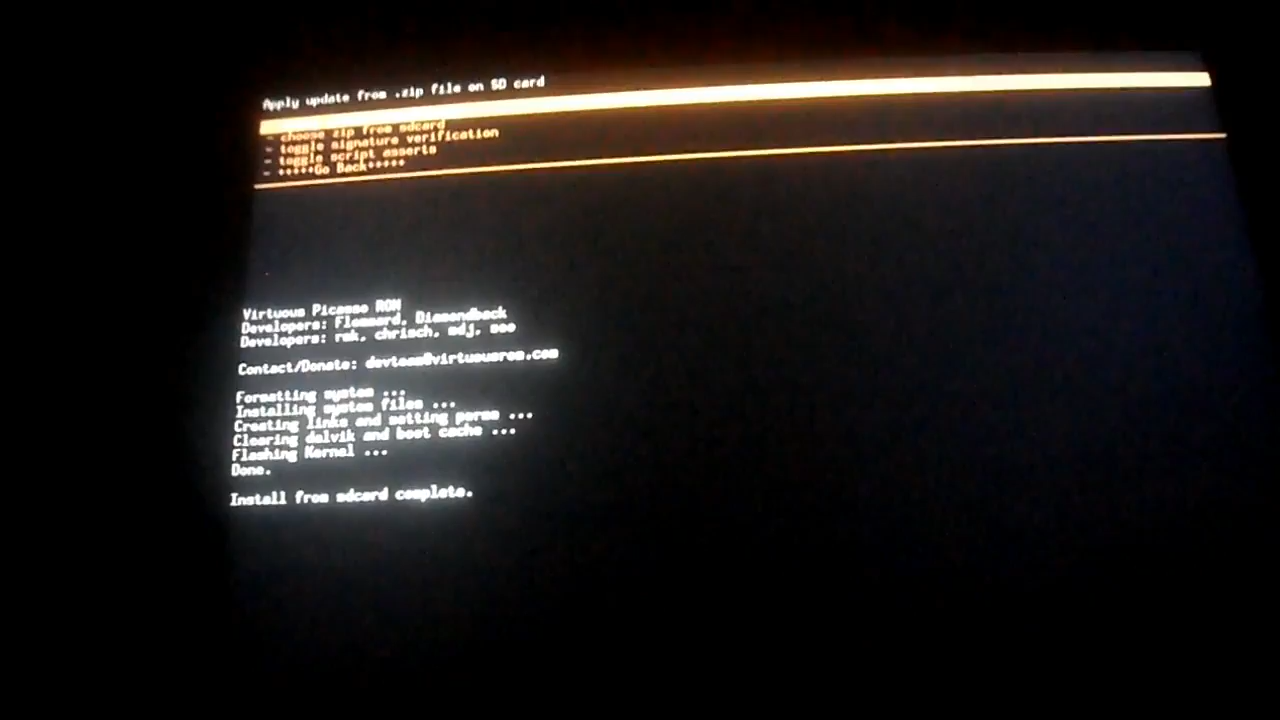 Apply update from .zip file on SD card
- choose zip from sdcard
- toggle signature verification
- toggle script asserts
- +++++Go Back+++++
Virtuous Picasso ROM
Developers: Flemmard, Diamondback
Developers: rmk, chrisch, mdj, seo
Contact/Donate: devteam@virtuousrom.com
Formatting system ...
Installing system files ...
Creating links and setting perms ...
Clearing dalvik and boot cache ...
Flashing Kernel ...
Done.
Install from sdcard complete.